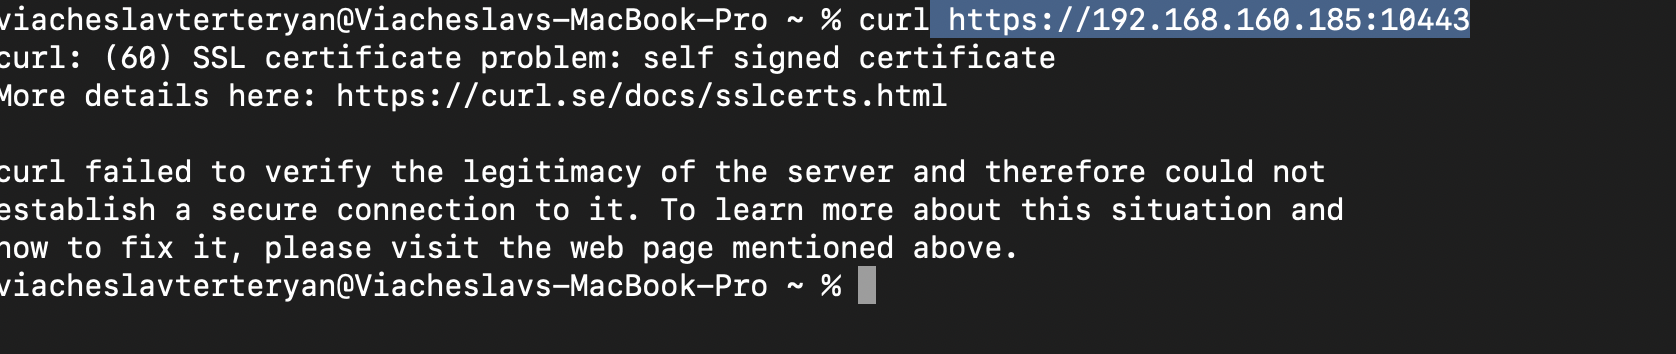 viacheslavterteryan@Viacheslavs-MacBook-Pro ~ % curl https://192.168.160.185:10443
curl: (60) SSL certificate problem: self signed certificate
More details here: https://curl.se/docs/sslcerts.html
curl failed to verify the legitimacy of the server and therefore could not
establish a secure connection to it. To learn more about this situation and
how to fix it, please visit the web page mentioned above.
viacheslavterteryan@Viacheslavs-MacBook-Pro ~ %